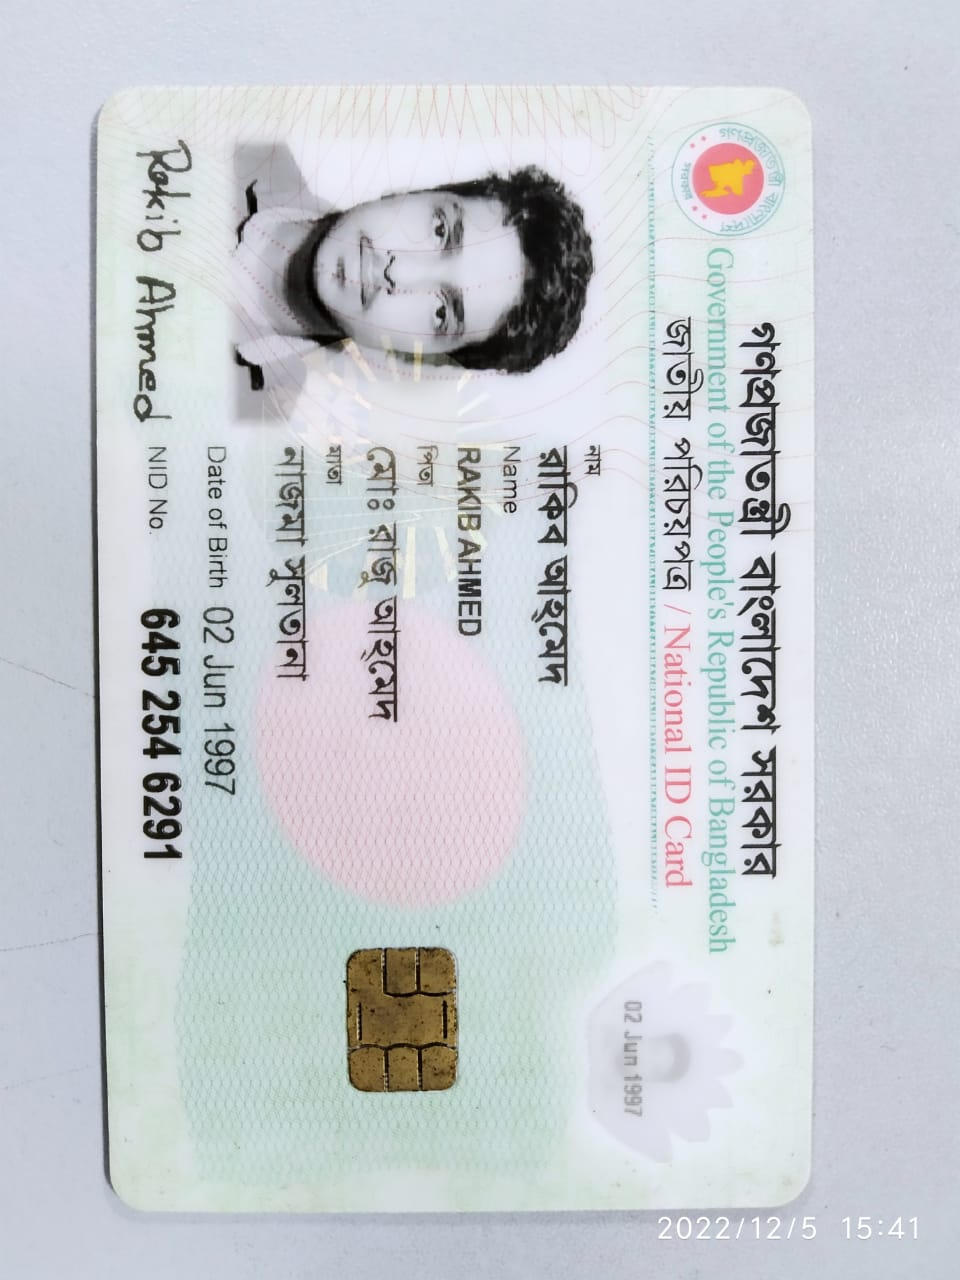 গণপ্রজাতন্ত্রী বাংলাদেশ সরকার
Government of the People's Republic of Bangladesh
জাতীয় পরিচয়পত্র / National ID Card
নাম
রাকিব আহমেদ
Name
RAKIB AHMED
পিতা
মোঃ রাজু আহমেদ
মাতা
নাজমা সুলতানা
Date of Birth 02 Jun 1997
NID No. 645 254 6291
Rakib Ahmed
02 Jun 1997
2022/12/5 15:41